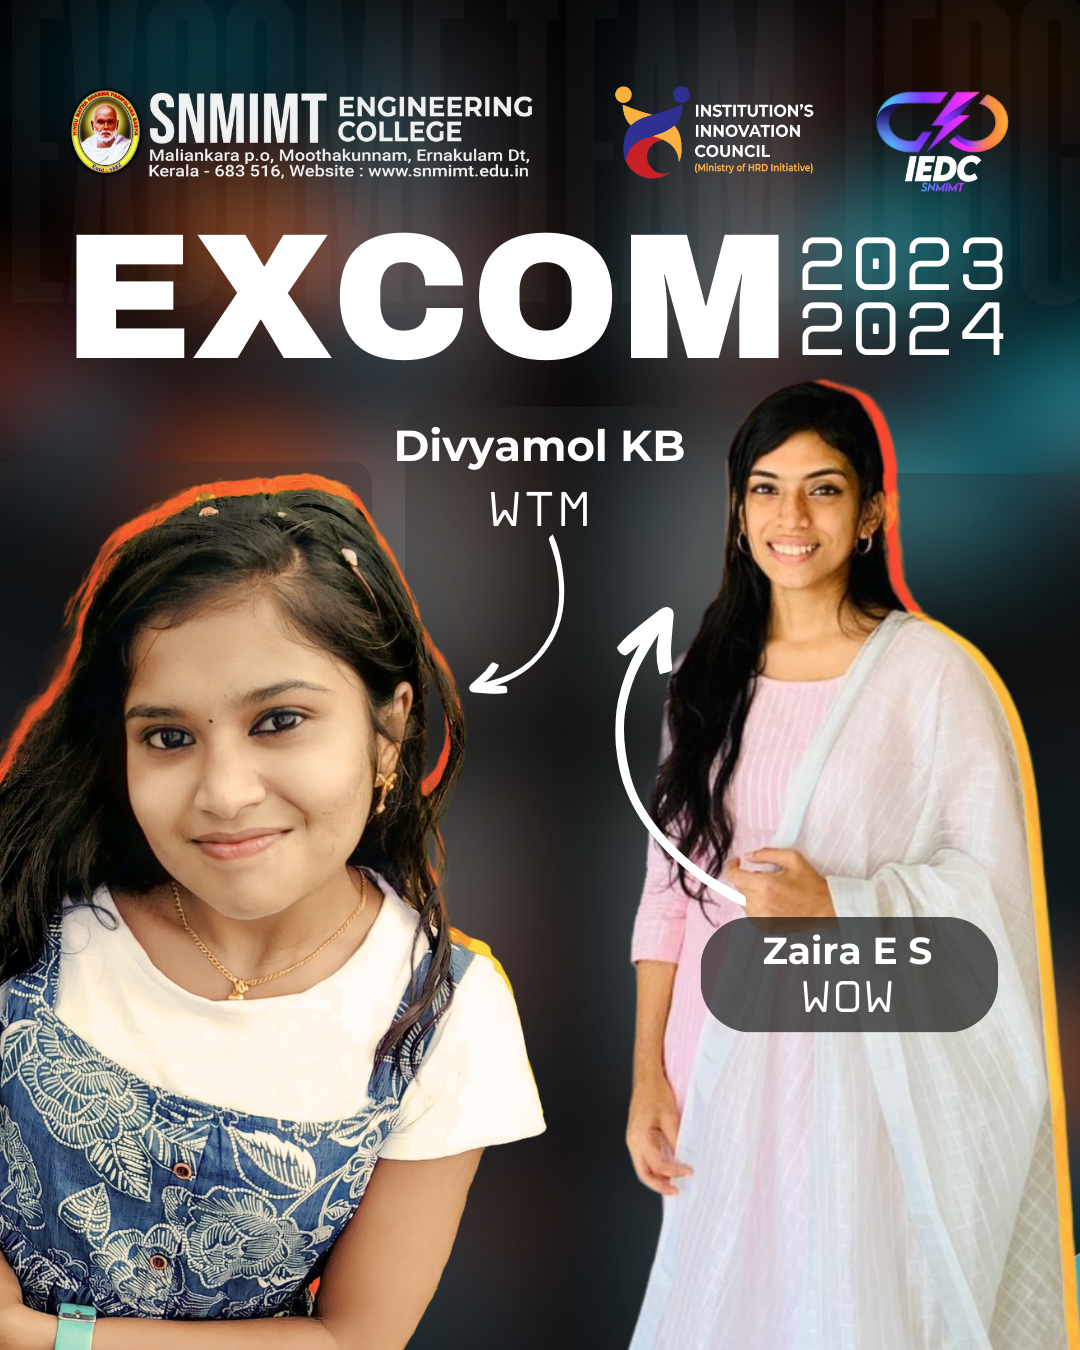 SNMIMT ENGINEERING COLLEGE
Maliankara p.o, Moothakunnam, Ernakulam Dt,
Kerala - 683 516, Website : www.snmimt.edu.in
INSTITUTION'S
INNOVATION
COUNCIL
(Ministry of HRD Initiative)
IEDC
SNMIMT
EXCOM
2023
2024
Divyamol KB
WTM
Zaira E S
WOW